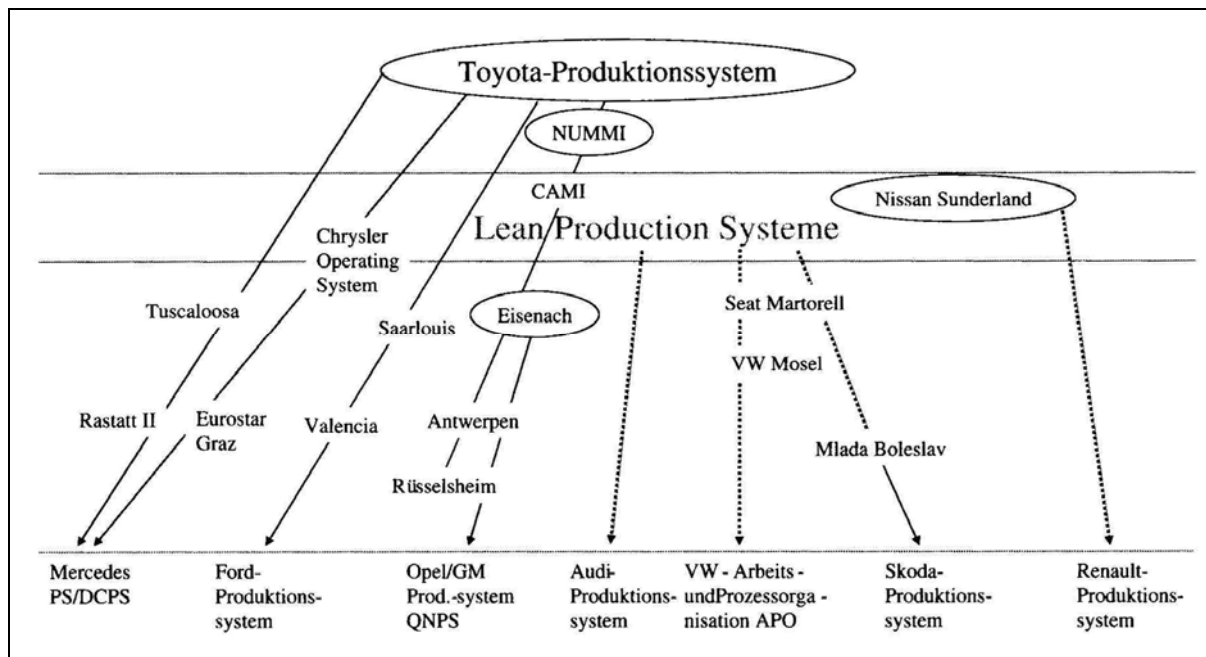 Toyota-Produktionssystem
NUMMI
CAMI
Nissan Sunderland
Lean Production Systeme
Chrysler
Operating
System
Tuscaloosa
Saarlouis
Eisenach
Seat Martorell
VW Mosel
Rastatt II
Eurostar
Graz
Valencia
Antwerpen
Mlada Boleslav
Rüsselsheim
Mercedes
PS/DCPS
Ford-
Produktions-
system
Opel/GM
Prod.-system
QNPS
Audi-
Produktions-
system
VW - Arbeits -
undProzessorga -
nisation APO
Skoda-
Produktions-
system
Renault-
Produktions-
system